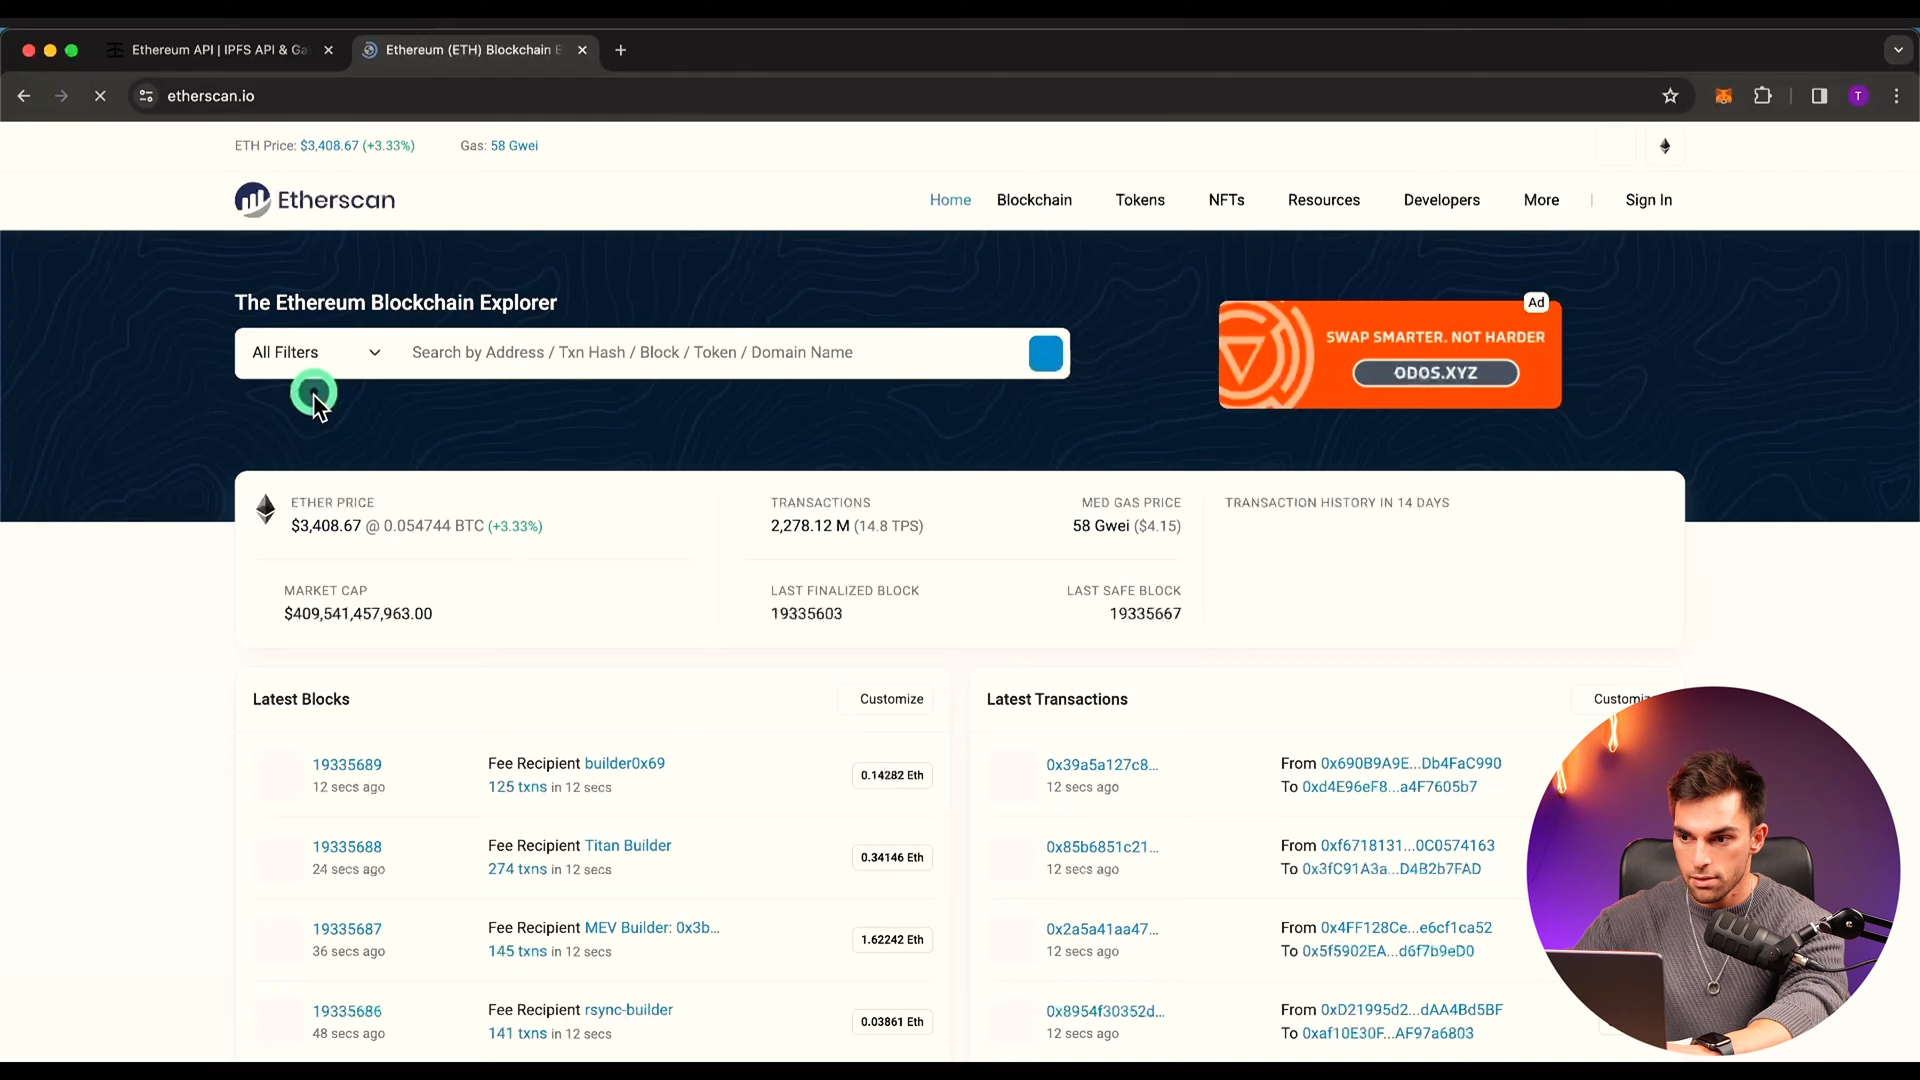 Ethereum API | IPFS API & Ga
Ethereum (ETH) Blockchain E
etherscan.io
T
ETH Price: $3,408.67 (+3.33%)
Gas: 58 Gwei
Etherscan
Home
Blockchain
Tokens
NFTs
Resources
Developers
More
Sign In
The Ethereum Blockchain Explorer
All Filters
Search by Address / Txn Hash / Block / Token / Domain Name
Ad
SWAP SMARTER. NOT HARDER
ODOS.XYZ
ETHER PRICE
$3,408.67 @ 0.054744 BTC (+3.33%)
TRANSACTIONS
2,278.12 M (14.8 TPS)
MED GAS PRICE
58 Gwei ($4.15)
TRANSACTION HISTORY IN 14 DAYS
MARKET CAP
$409,541,457,963.00
LAST FINALIZED BLOCK
19335603
LAST SAFE BLOCK
19335667
Latest Blocks
Customize
19335689
12 secs ago
Fee Recipient builder0x69
125 txns in 12 secs
0.14282 Eth
19335688
24 secs ago
Fee Recipient Titan Builder
274 txns in 12 secs
0.34146 Eth
19335687
36 secs ago
Fee Recipient MEV Builder: 0x3b...
145 txns in 12 secs
1.62242 Eth
19335686
48 secs ago
Fee Recipient rsync-builder
141 txns in 12 secs
0.03861 Eth
Latest Transactions
Customiz
0x39a5a127c8...
12 secs ago
From 0x690B9A9E...Db4FaC990
To 0xd4E96eF8...a4F7605b7
0x85b6851c21...
12 secs ago
From 0xf6718131...0C0574163
To 0x3fC91A3a...D4B2b7FAD
0x2a5a41aa47...
12 secs ago
From 0x4FF128Ce...e6cf1ca52
To 0x5f5902EA...d6f7b9eD0
0x8954f30352d...
12 secs ago
From 0xD21995d2...dAA4Bd5BF
To 0xaf10E30F...AF97a6803